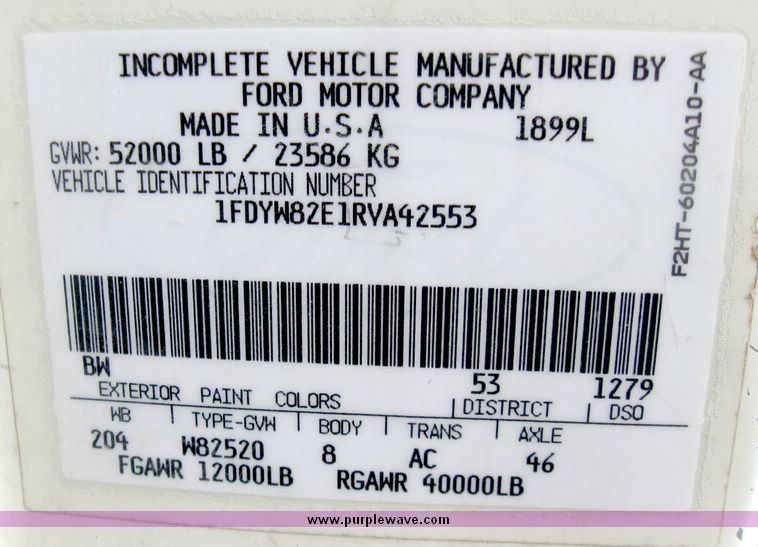 INCOMPLETE VEHICLE MANUFACTURED BY
FORD MOTOR COMPANY
MADE IN U.S.A 1899L
GVWR: 52000 LB / 23586 KG
VEHICLE IDENTIFICATION NUMBER
1FDYW82E1RVA42553
F2HT-60204A10-AA
BW 53 1279
EXTERIOR PAINT COLORS DISTRICT DSO
WB TYPE-GVW BODY TRANS AXLE
204 W82520 8 AC 46
FGAWR 12000LB RGAWR 40000LB
www.purplewave.com